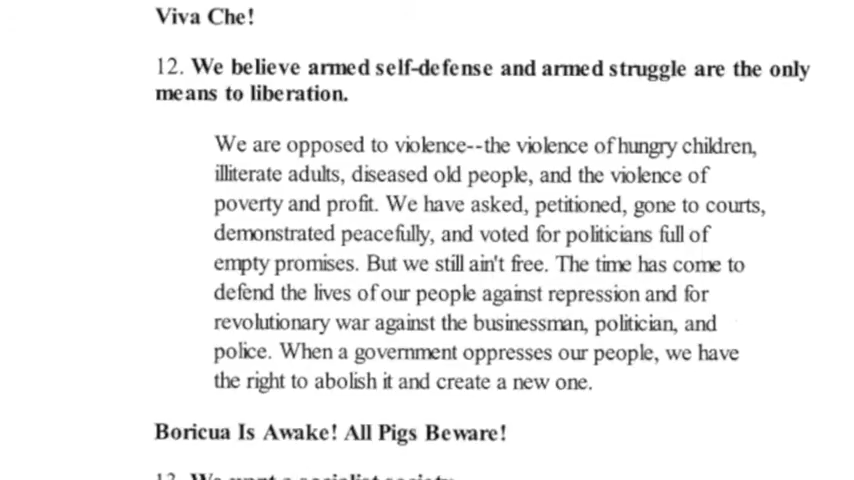 Viva Che!
12. We believe armed self-defense and armed struggle are the only
means to liberation.
We are opposed to violence--the violence of hungry children,
illiterate adults, diseased old people, and the violence of
poverty and profit. We have asked, petitioned, gone to courts,
demonstrated peacefully, and voted for politicians full of
empty promises. But we still ain't free. The time has come to
defend the lives of our people against repression and for
revolutionary war against the businessman, politician, and
police. When a government oppresses our people, we have
the right to abolish it and create a new one.
Boricua Is Awake! All Pigs Beware!
We want a socialist society.